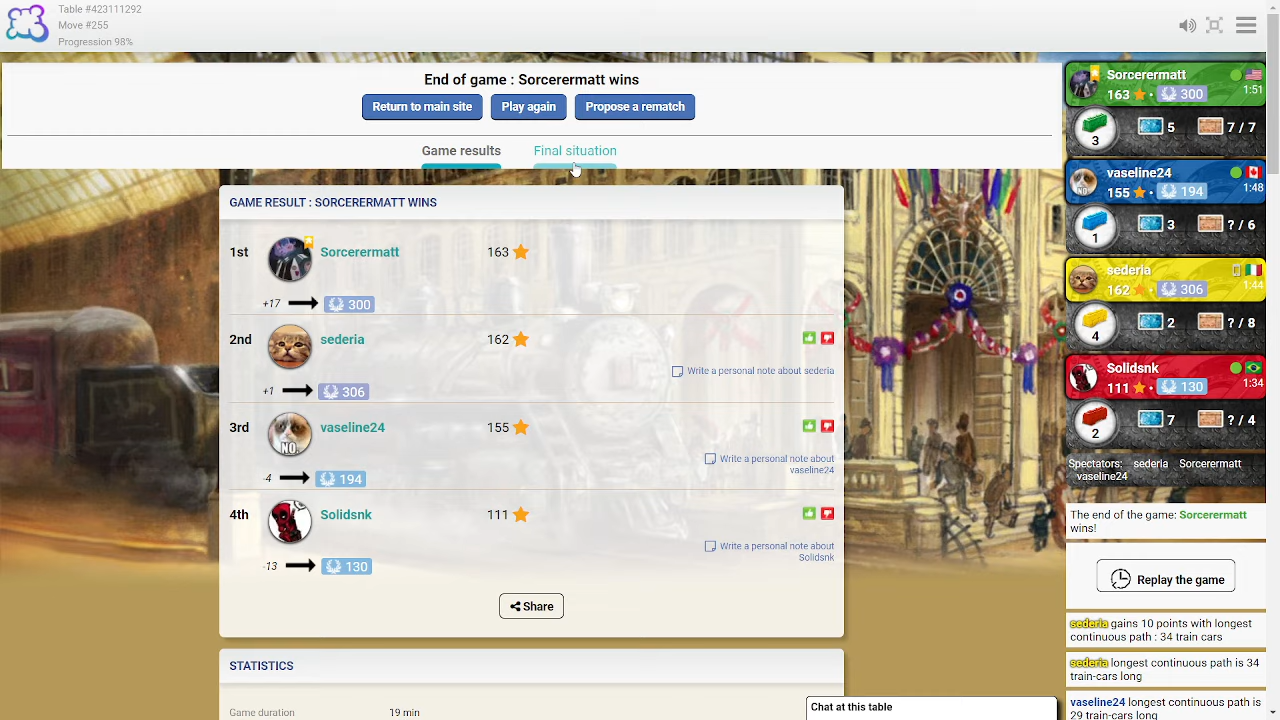 Table #423111292
Move #255
Progression 98%
End of game : Sorcerermatt wins
Return to main site
Play again
Propose a rematch
Game results
Final situation
GAME RESULT : SORCERERMATT WINS
1st
Sorcerermatt
163
+17
300
2nd
sederia
162
Write a personal note about sederia
+1
306
3rd
vaseline24
155
NO.
Write a personal note about
vaseline24
-4
194
4th
Solidsnk
111
Write a personal note about
Solidsnk
-13
130
Share
STATISTICS
Game duration
19 min
Sorcerermatt
163 • 300
1:51
3
5
7 / 7
vaseline24
155 • 194
1:48
NO.
1
3
? / 6
sederia
162 • 306
1:44
4
2
? / 8
Solidsnk
111 • 130
1:34
2
7
? / 4
Spectators: sederia Sorcerermatt
vaseline24
The end of the game: Sorcerermatt
wins!
Replay the game
sederia gains 10 points with longest
continuous path : 34 train cars
sederia longest continuous path is 34
train-cars long
vaseline24 longest continuous path is
29 train-cars long
Chat at this table